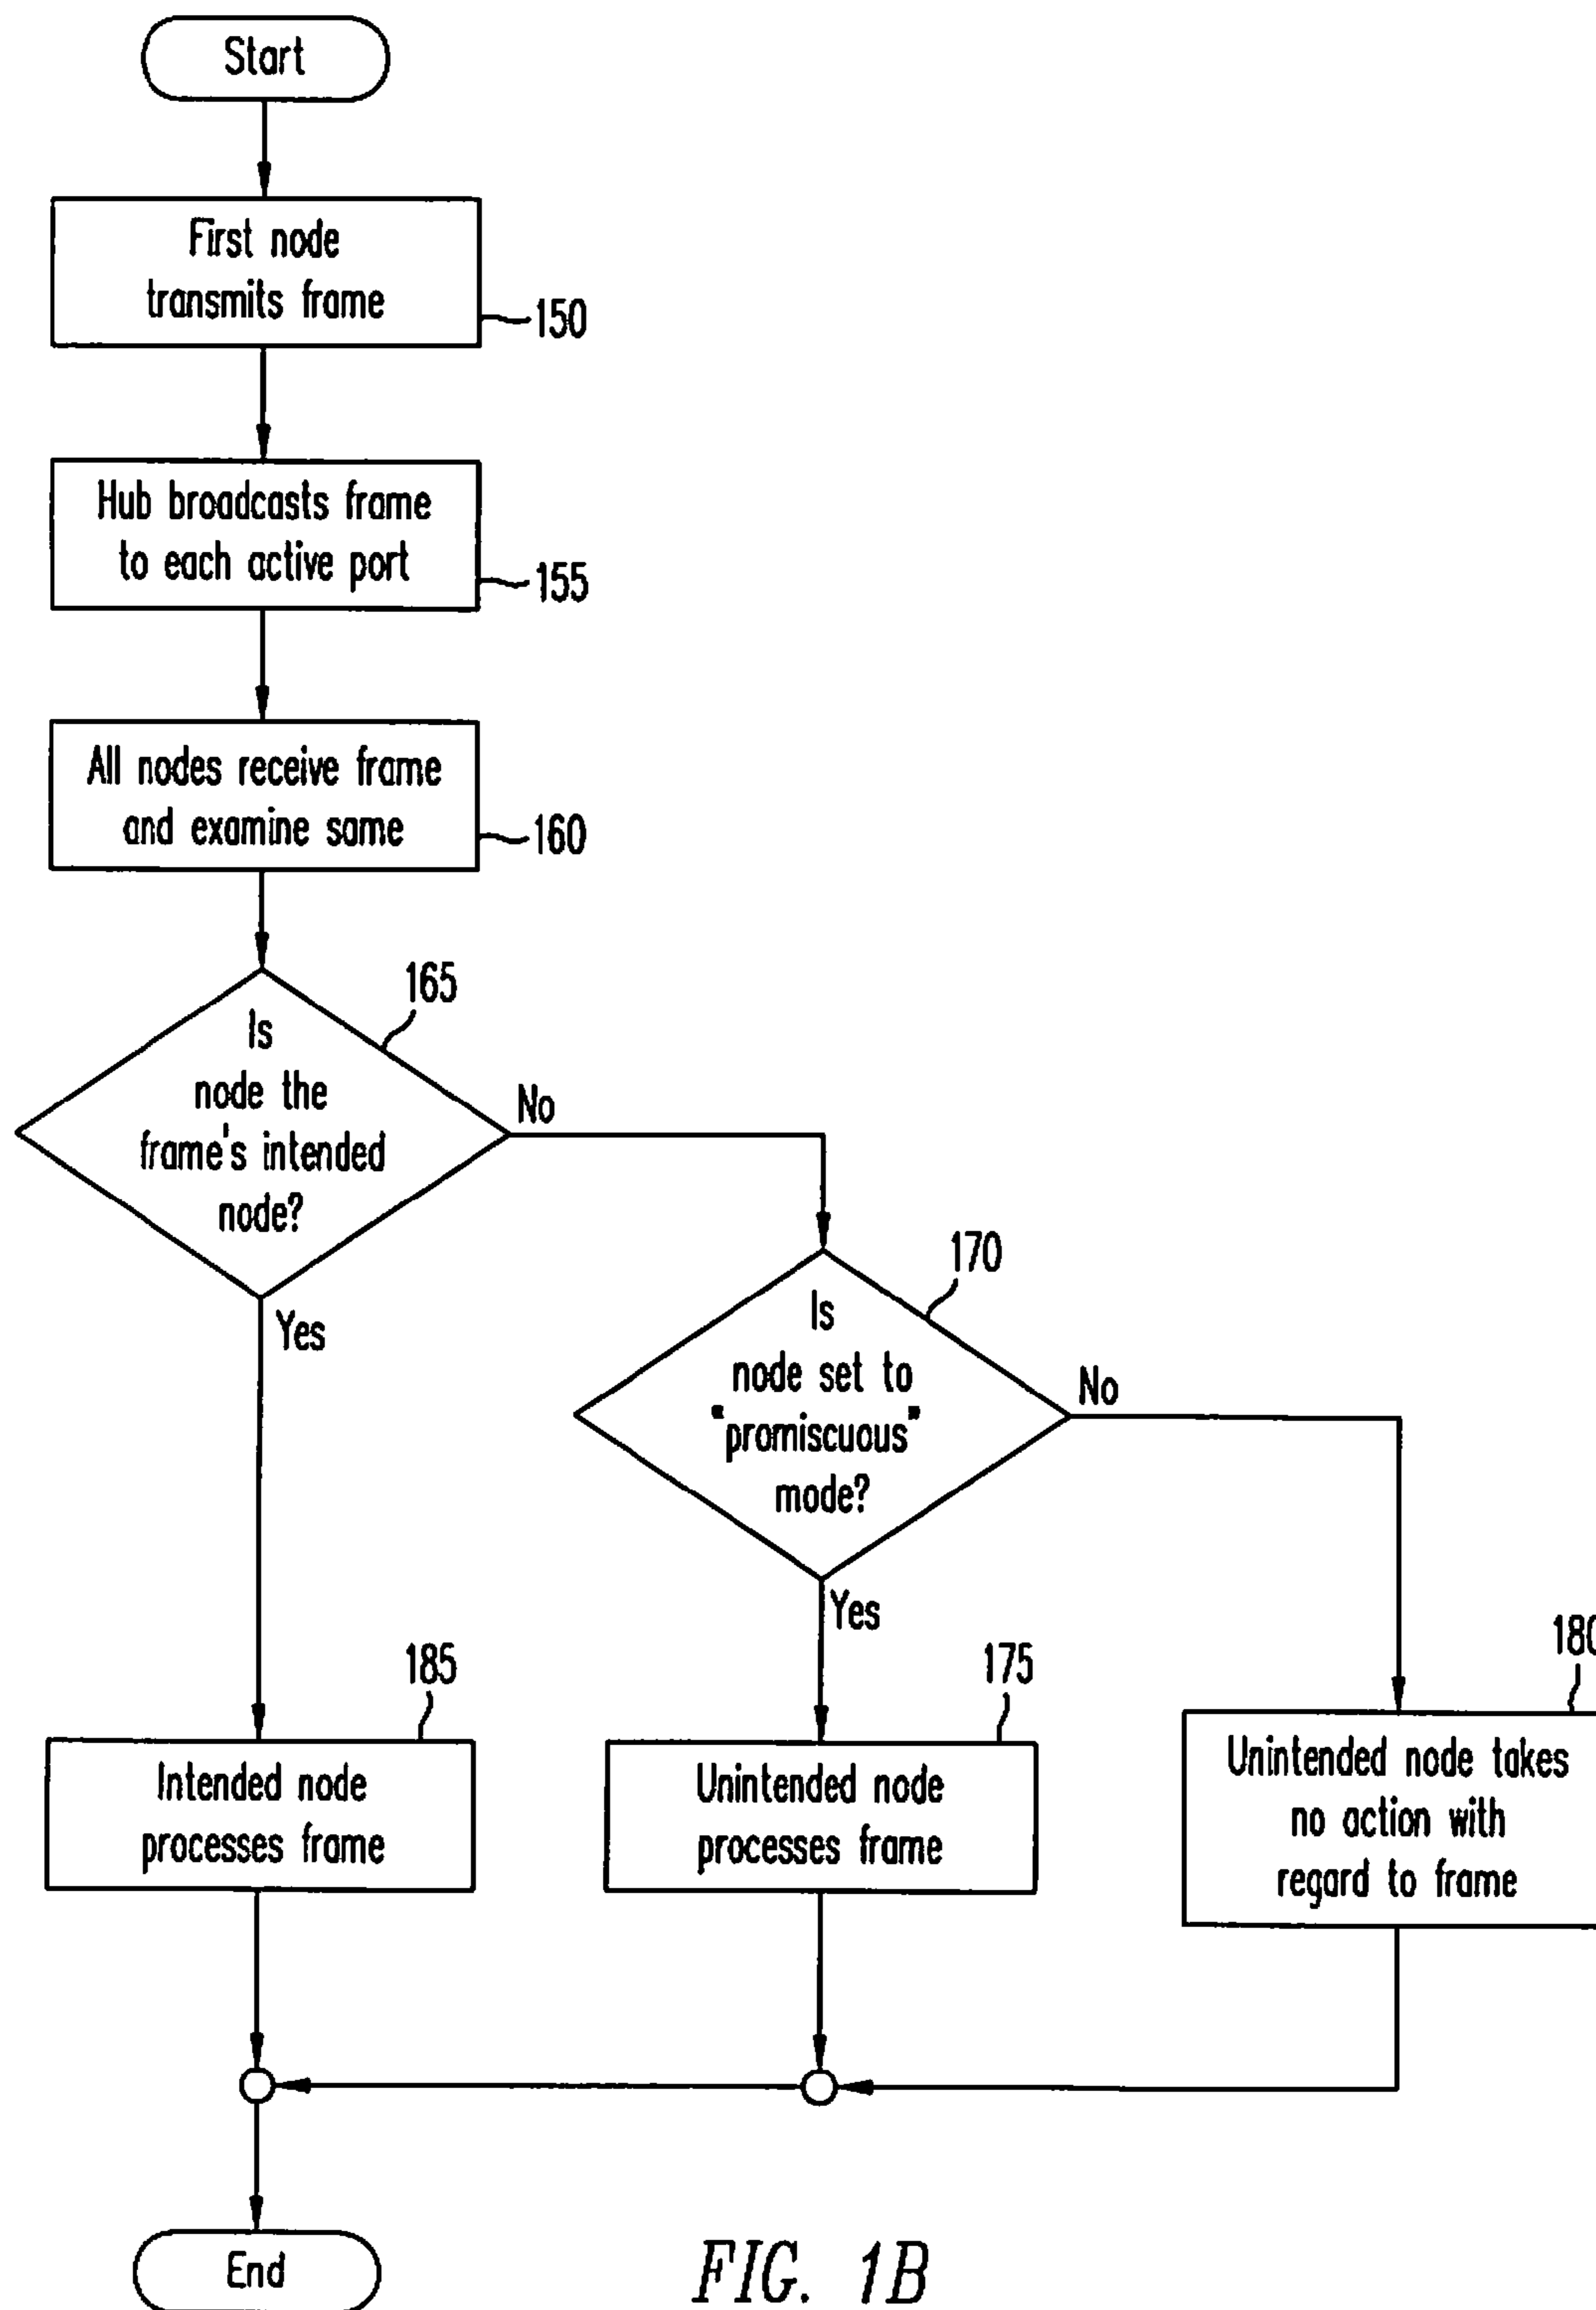 Start
First node
transmits frame
150
Hub broadcasts frame
to each active port
155
All nodes receive frame
and examine same
160
165
Is
node the
frame's intended
node?
No
Yes
170
Is
node set to
"promiscuous"
mode?
No
Yes
185
Intended node
processes frame
175
Unintended node
processes frame
180
Unintended node takes
no action with
regard to frame
End
FIG. 1B